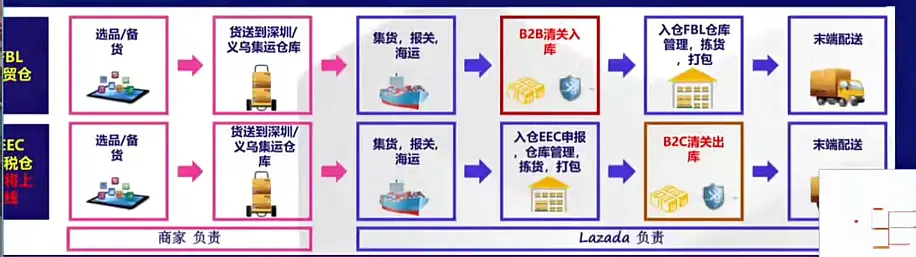 选品/备
货
货送到深圳/
义乌集运仓库
集货，报关，
海运
B2B清关入
库
入仓FBL仓库
管理，拣货
，打包
末端配送
FBL
贸仓
选品/备
货
货送到深圳/
义乌集运仓
库
集货，报关，
海运
入仓EEC申报
，仓库管理，
拣货，打包
B2C清关出
库
末端配送
EEC
税仓
将上
线
商家 负责
Lazada 负责